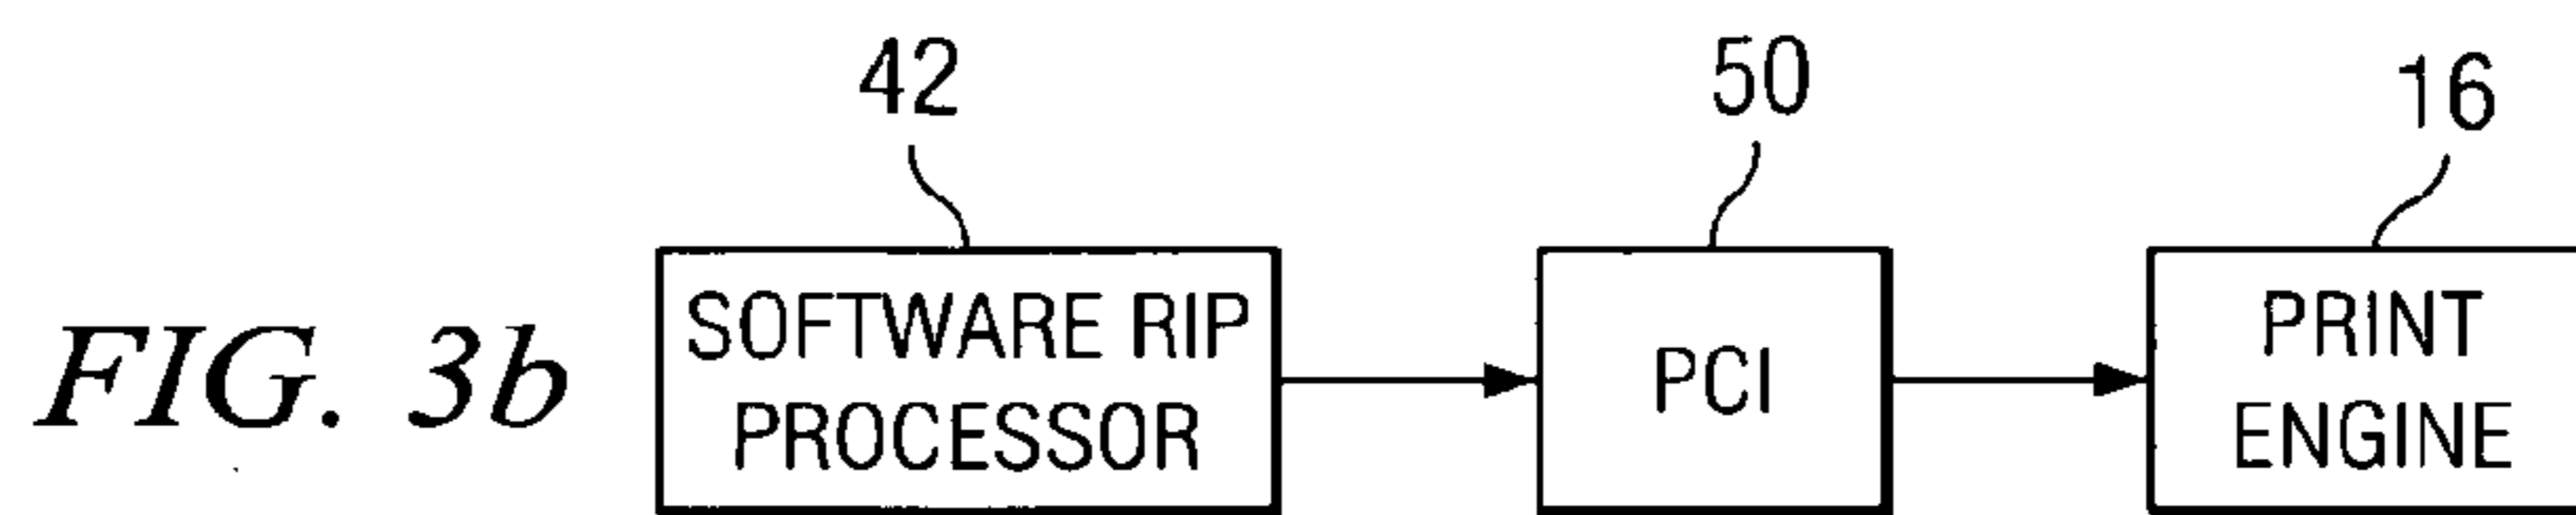 42
50
16
FIG. 3b
SOFTWARE RIP
PROCESSOR
PCI
PRINT
ENGINE